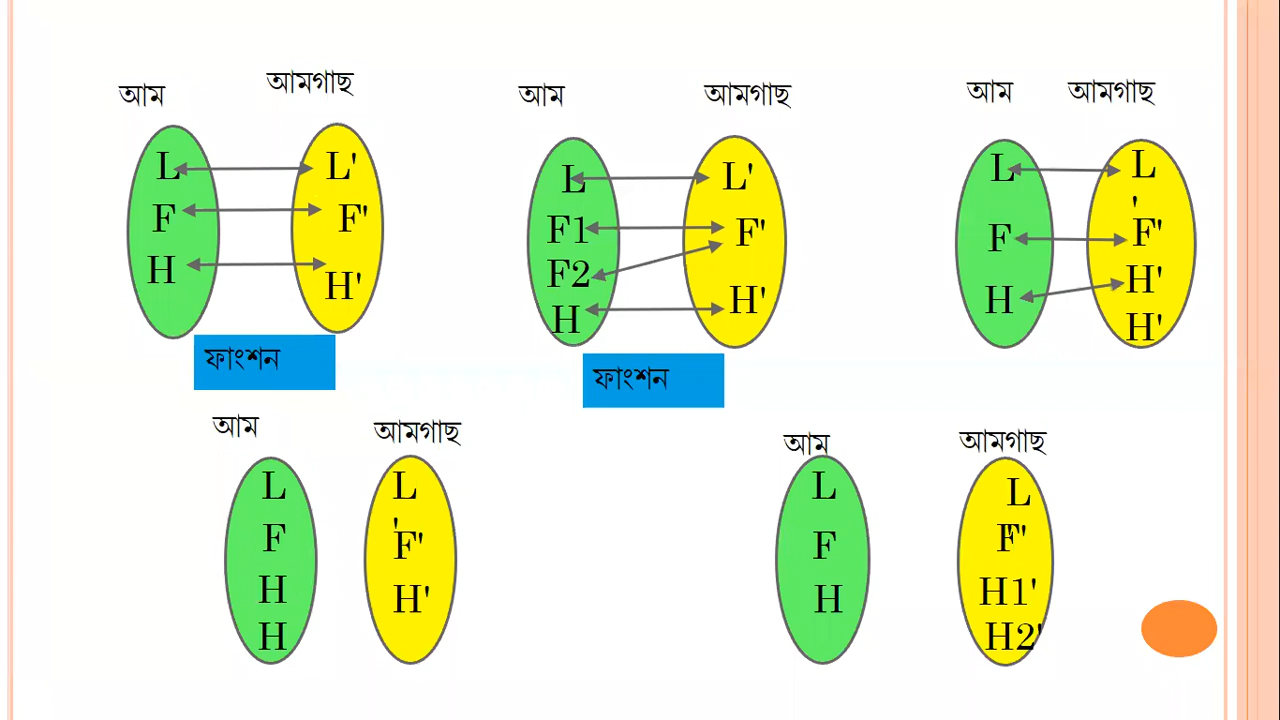 আম আমগাছ
L L'
F F'
H H'
ফাংশন
আম আমগাছ
L L'
F1 F'
F2
H H'
ফাংশন
আম আমগাছ
L L
'
F F'
H H'
H'
আম আমগাছ
L L
'
F F'
H H'
H
আম আমগাছ
L L
'
F F'
H H1'
H2'